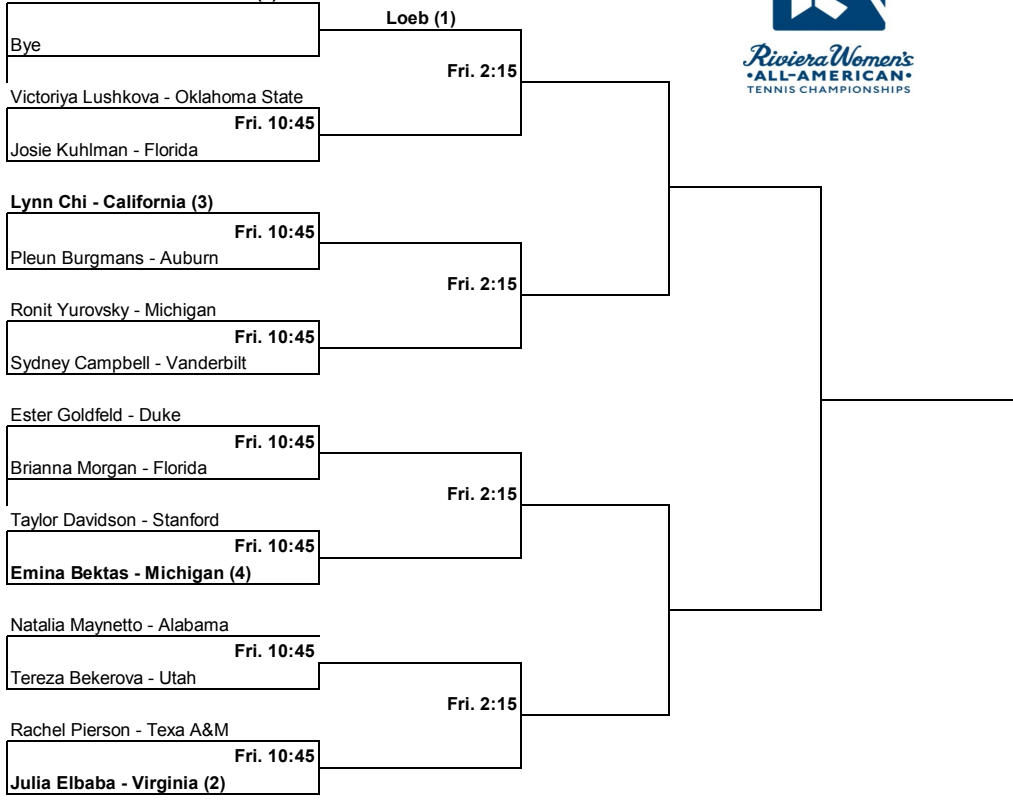 Loeb (1)
Bye
Fri. 2:15
Victoriya Lushkova - Oklahoma State
Fri. 10:45
Josie Kuhlman - Florida
Lynn Chi - California (3)
Fri. 10:45
Pleun Burgmans - Auburn
Fri. 2:15
Ronit Yurovsky - Michigan
Fri. 10:45
Sydney Campbell - Vanderbilt
Ester Goldfeld - Duke
Fri. 10:45
Brianna Morgan - Florida
Fri. 2:15
Taylor Davidson - Stanford
Fri. 10:45
Emina Bektas - Michigan (4)
Natalia Maynetto - Alabama
Fri. 10:45
Tereza Bekerova - Utah
Fri. 2:15
Rachel Pierson - Texa A&M
Fri. 10:45
Julia Elbaba - Virginia (2)
Riviera Women's
•ALL-AMERICAN•
TENNIS CHAMPIONSHIPS